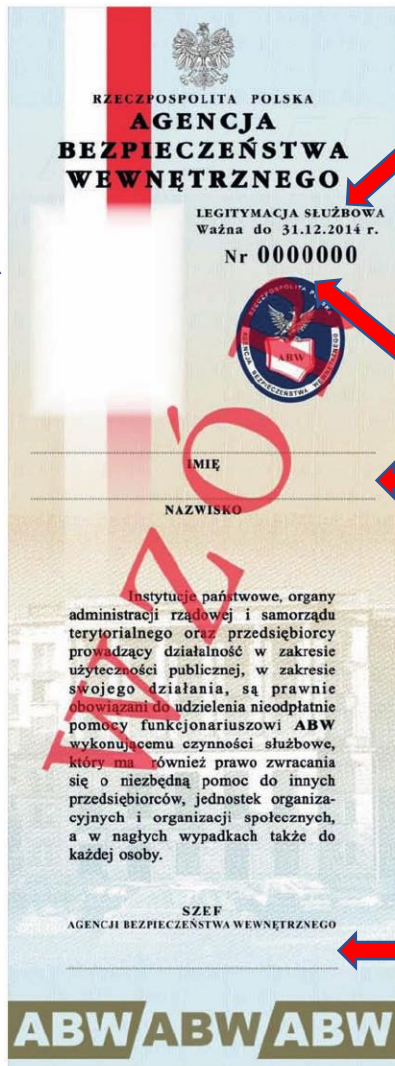 RZECZPOSPOLITA POLSKA
AGENCJA
BEZPIECZEŃSTWA
WEWNĘTRZNEGO
LEGITYMACJA SŁUŻBOWA
Ważna do 31.12.2014 r.
Nr 0000000
RZECZPOSPOLITA POLSKA
ABW
AGENCJA BEZPIECZEŃSTWA WEWNĘTRZNEGO
WZÓR
IMIĘ
NAZWISKO
Instytucje państwowe, organy
administracji rządowej i samorządu
terytorialnego oraz przedsiębiorcy
prowadzący działalność w zakresie
użyteczności publicznej, w zakresie
swojego działania, są prawnie
obowiązani do udzielenia nieodpłatnie
pomocy funkcjonariuszowi ABW
wykonującemu czynności służbowe,
który ma również prawo zwracania
się o niezbędną pomoc do innych
przedsiębiorców, jednostek organiza-
cyjnych i organizacji społecznych,
a w nagłych wypadkach także do
każdej osoby.
SZEF
AGENCJI BEZPIECZEŃSTWA WEWNĘTRZNEGO
ABW ABW ABW